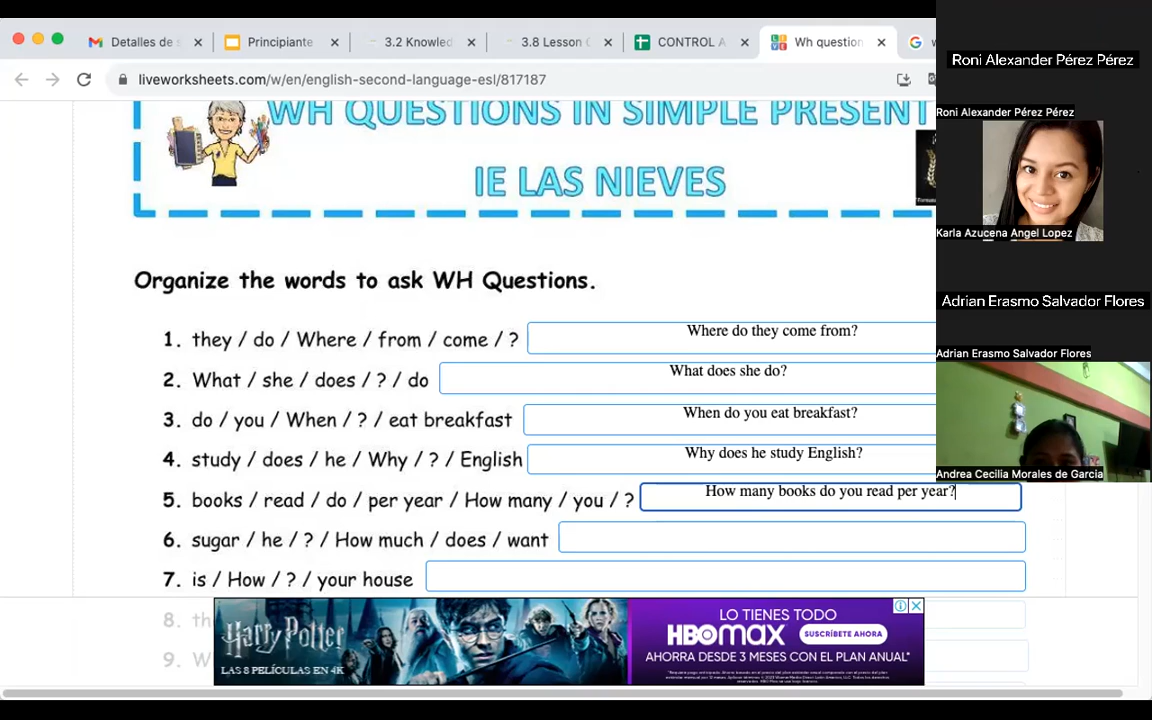 Detalles de
Principiante
3.2 Knowled
3.8 Lesson
CONTROL A
Wh question
liveworksheets.com/w/en/english-second-language-esl/817187
WH QUESTIONS IN SIMPLE PRESENT
IE LAS NIEVES
Organize the words to ask WH Questions.
1. they / do / Where / from / come / ? Where do they come from?
2. What / she / does / ? / do What does she do?
3. do / you / When / ? / eat breakfast When do you eat breakfast?
4. study / does / he / Why / ? / English Why does he study English?
5. books / read / do / per year / How many / you / ? How many books do you read per year?
6. sugar / he / ? / How much / does / want
7. is / How / ? / your house
8. th
9. W
Harry Potter
LAS 8 PELÍCULAS EN 4K
LO TIENES TODO
HBOmax SUSCRÍBETE AHORA
AHORRA DESDE 3 MESES CON EL PLAN ANUAL*
Roni Alexander Pérez Pérez
Roni Alexander Pérez Pérez
Karla Azucena Angel Lopez
Adrian Erasmo Salvador Flores
Adrian Erasmo Salvador Flores
Andrea Cecilia Morales de Garcia